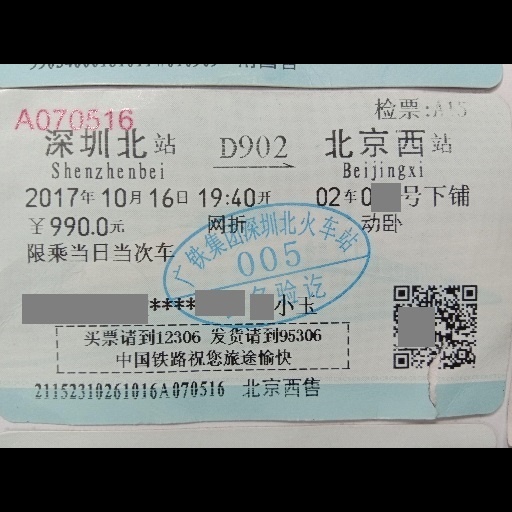 A070516
检票:A15
深圳北站 D902 北京西站
Shenzhenbei Beijingxi
2017年10月16日 19:40开 02车0 号下铺
￥990.0元 网折 动卧
限乘当日当次车
广铁集团深圳北火车站
005
验讫
**** 小玉
买票请到12306 发货请到95306
中国铁路祝您旅途愉快
21152310261016A070516 北京西售